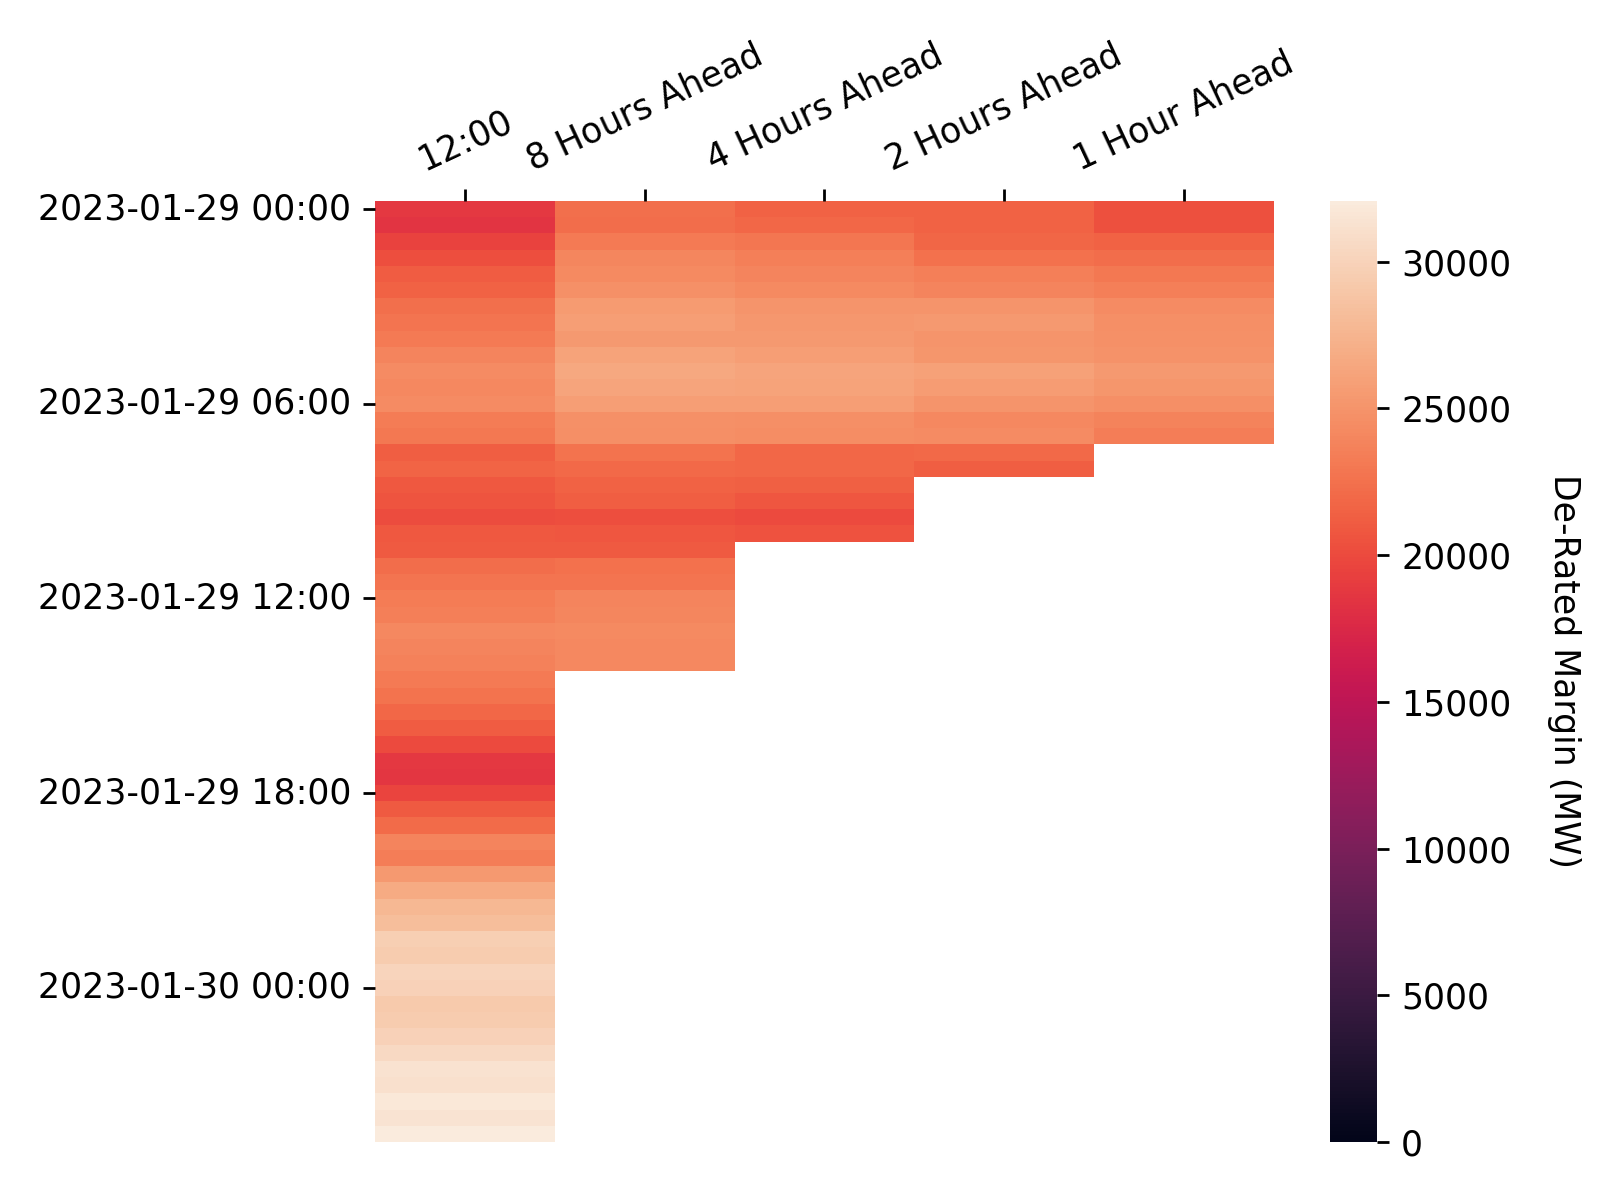 12:00
8 Hours Ahead
4 Hours Ahead
2 Hours Ahead
1 Hour Ahead
2023-01-29 00:00
2023-01-29 06:00
2023-01-29 12:00
2023-01-29 18:00
2023-01-30 00:00
30000
25000
20000
15000
10000
5000
0
De-Rated Margin (MW)